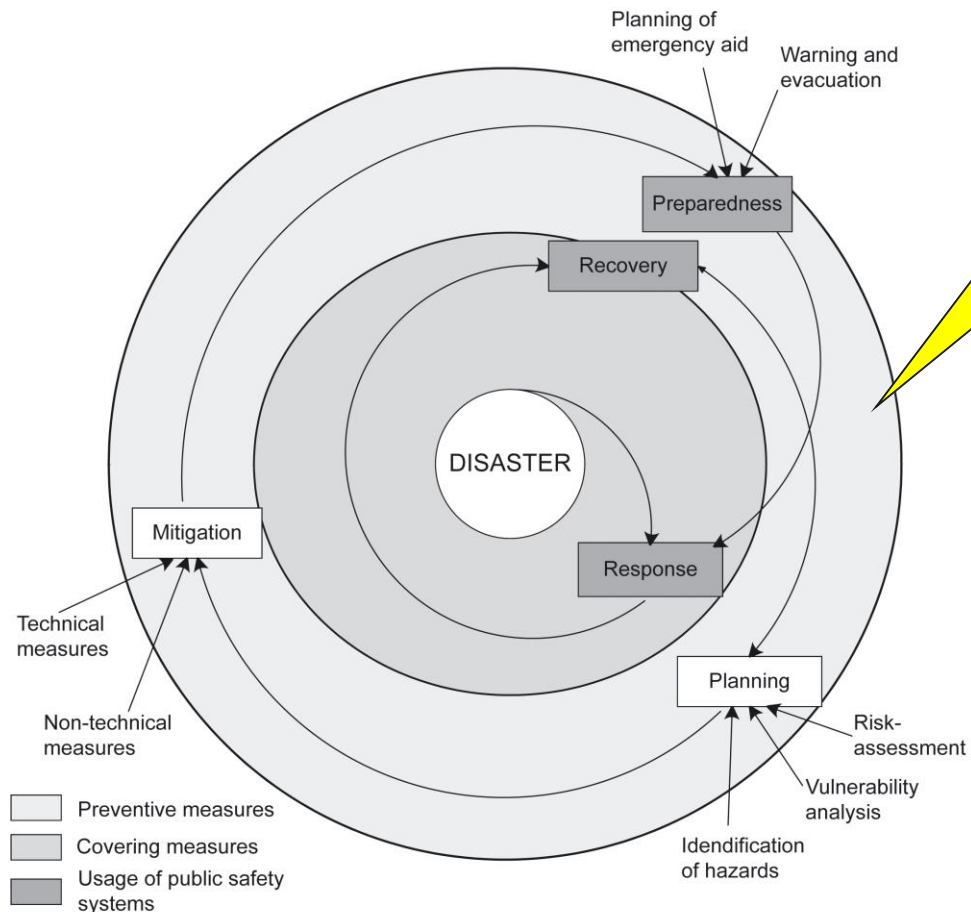 Planning of
emergency aid
Warning and
evacuation
Preparedness
Recovery
DISASTER
Mitigation
Response
Technical
measures
Planning
Non-technical
measures
Risk-
assessment
Vulnerability
analysis
Identification
of hazards
Preventive measures
Covering measures
Usage of public safety
systems